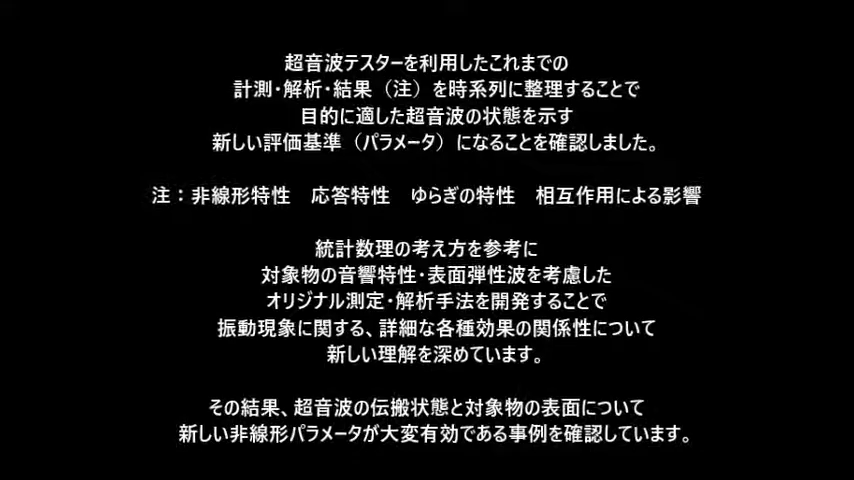 超音波テスターを利用したこれまでの
計測・解析・結果（注）を時系列に整理することで
目的に適した超音波の状態を示す
新しい評価基準（パラメータ）になることを確認しました。
注：非線形特性　応答特性　ゆらぎの特性　相互作用による影響
統計数理の考え方を参考に
対象物の音響特性・表面弾性波を考慮した
オリジナル測定・解析手法を開発することで
振動現象に関する、詳細な各種効果の関係性について
新しい理解を深めています。
その結果、超音波の伝搬状態と対象物の表面について
新しい非線形パラメータが大変有効である事例を確認しています。